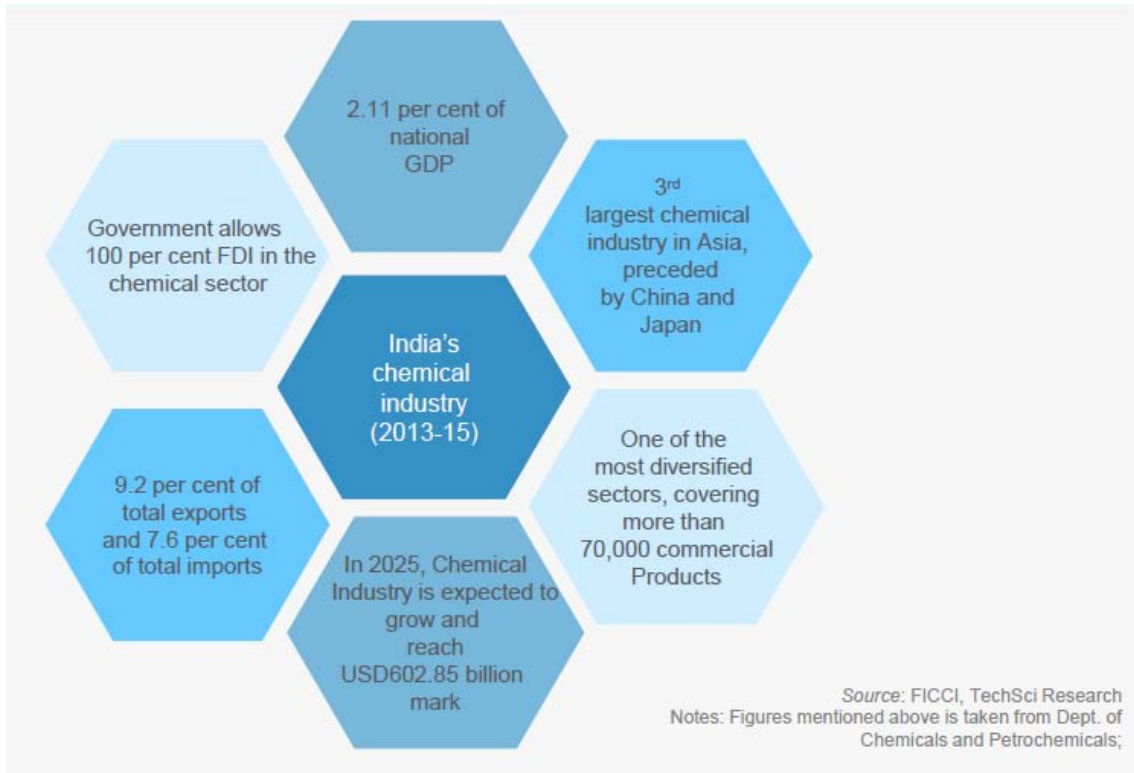 2.11 per cent of
national
GDP
3rd
largest chemical
industry in Asia,
preceded
by China and
Japan
Government allows
100 per cent FDI in the
chemical sector
India’s
chemical
industry
(2013-15)
One of the
most diversified
sectors, covering
more than
70,000 commercial
Products
9.2 per cent of
total exports
and 7.6 per cent
of total imports
In 2025, Chemical
Industry is expected to
grow and
reach
USD602.85 billion
mark
Source: FICCI, TechSci Research
Notes: Figures mentioned above is taken from Dept. of
Chemicals and Petrochemicals;